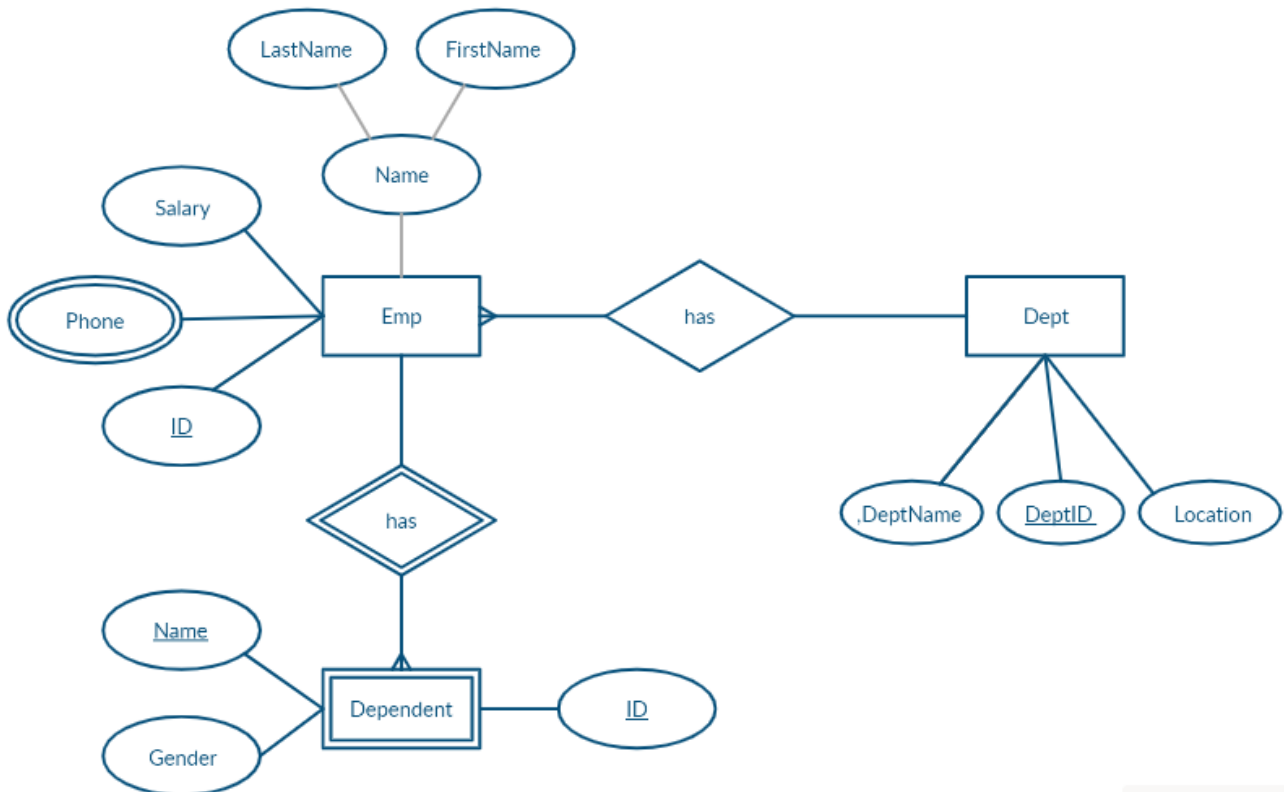 LastName
FirstName
Name
Salary
Phone
Emp
has
Dept
ID
,DeptName
DeptID
Location
has
Name
Dependent
ID
Gender